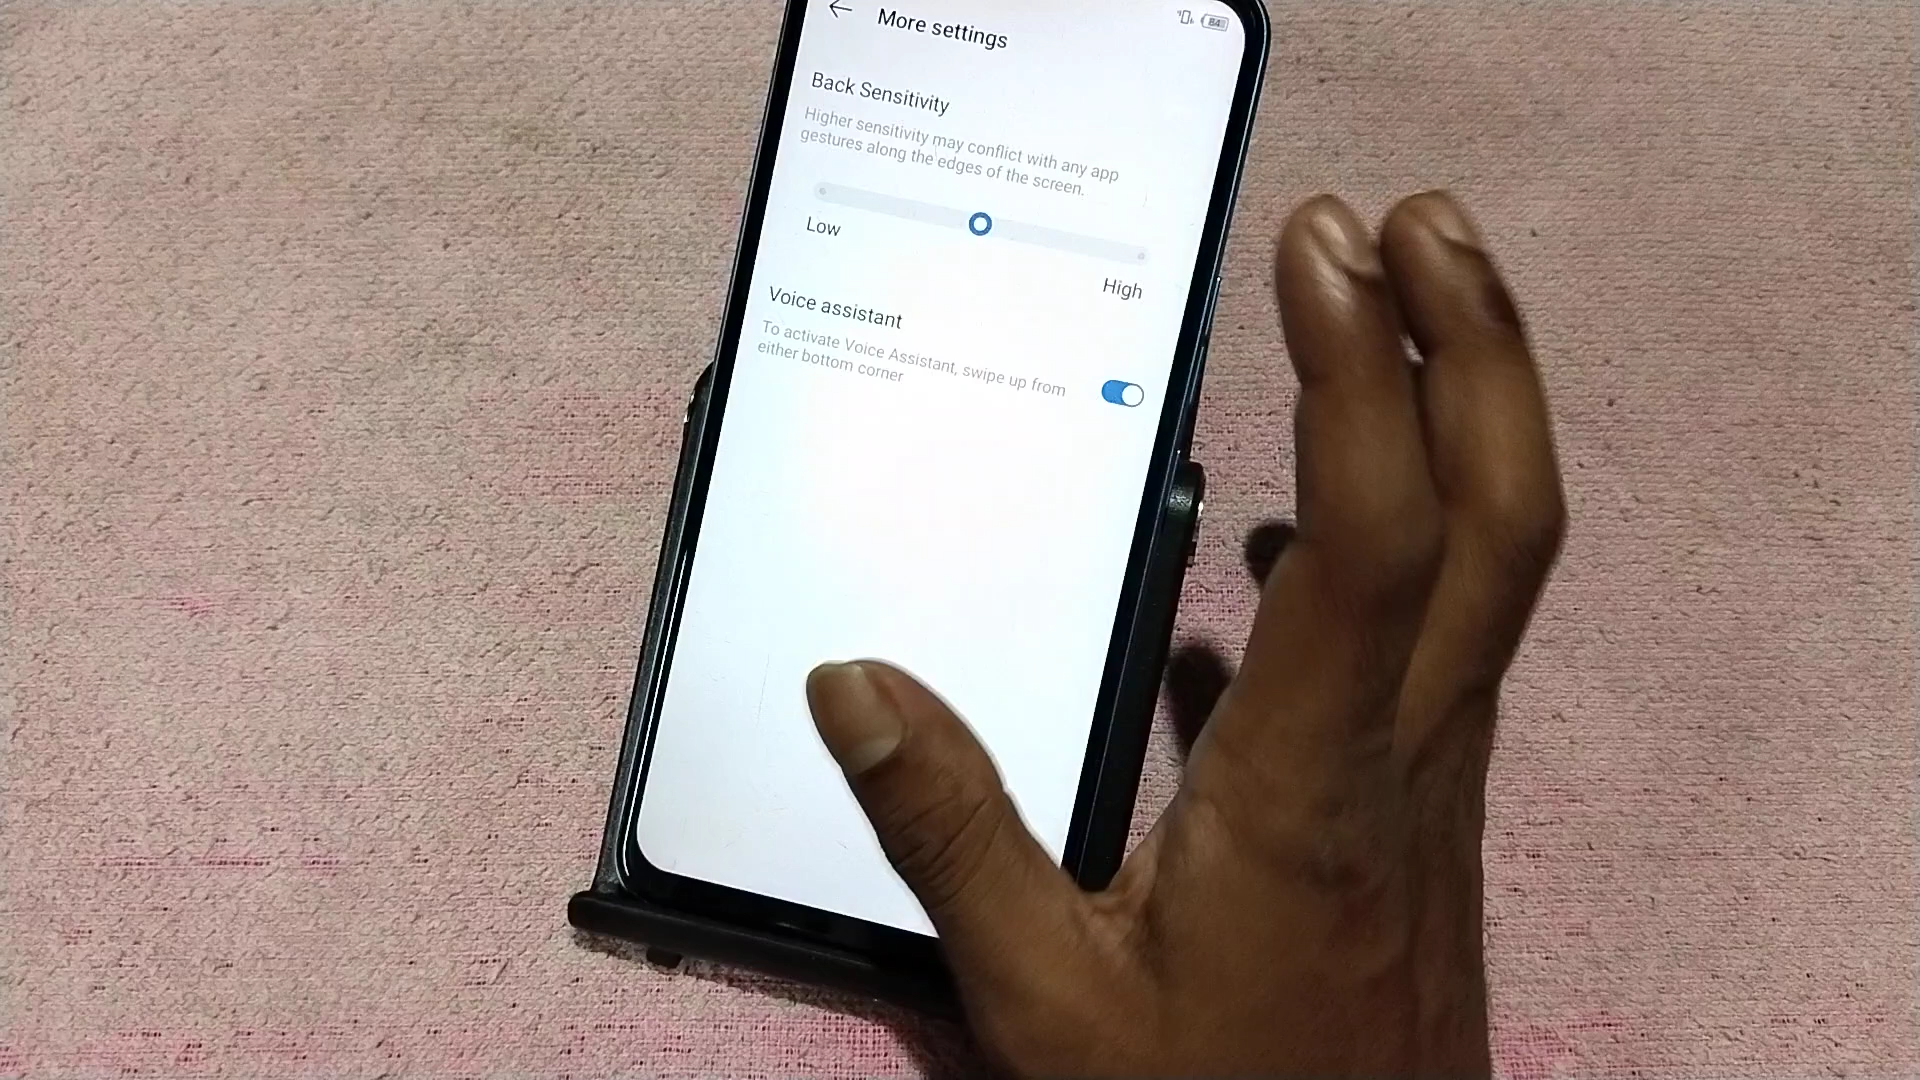 More settings
84
Back Sensitivity
Higher sensitivity may conflict with any app
gestures along the edges of the screen.
Low
High
Voice assistant
To activate Voice Assistant, swipe up from
either bottom corner